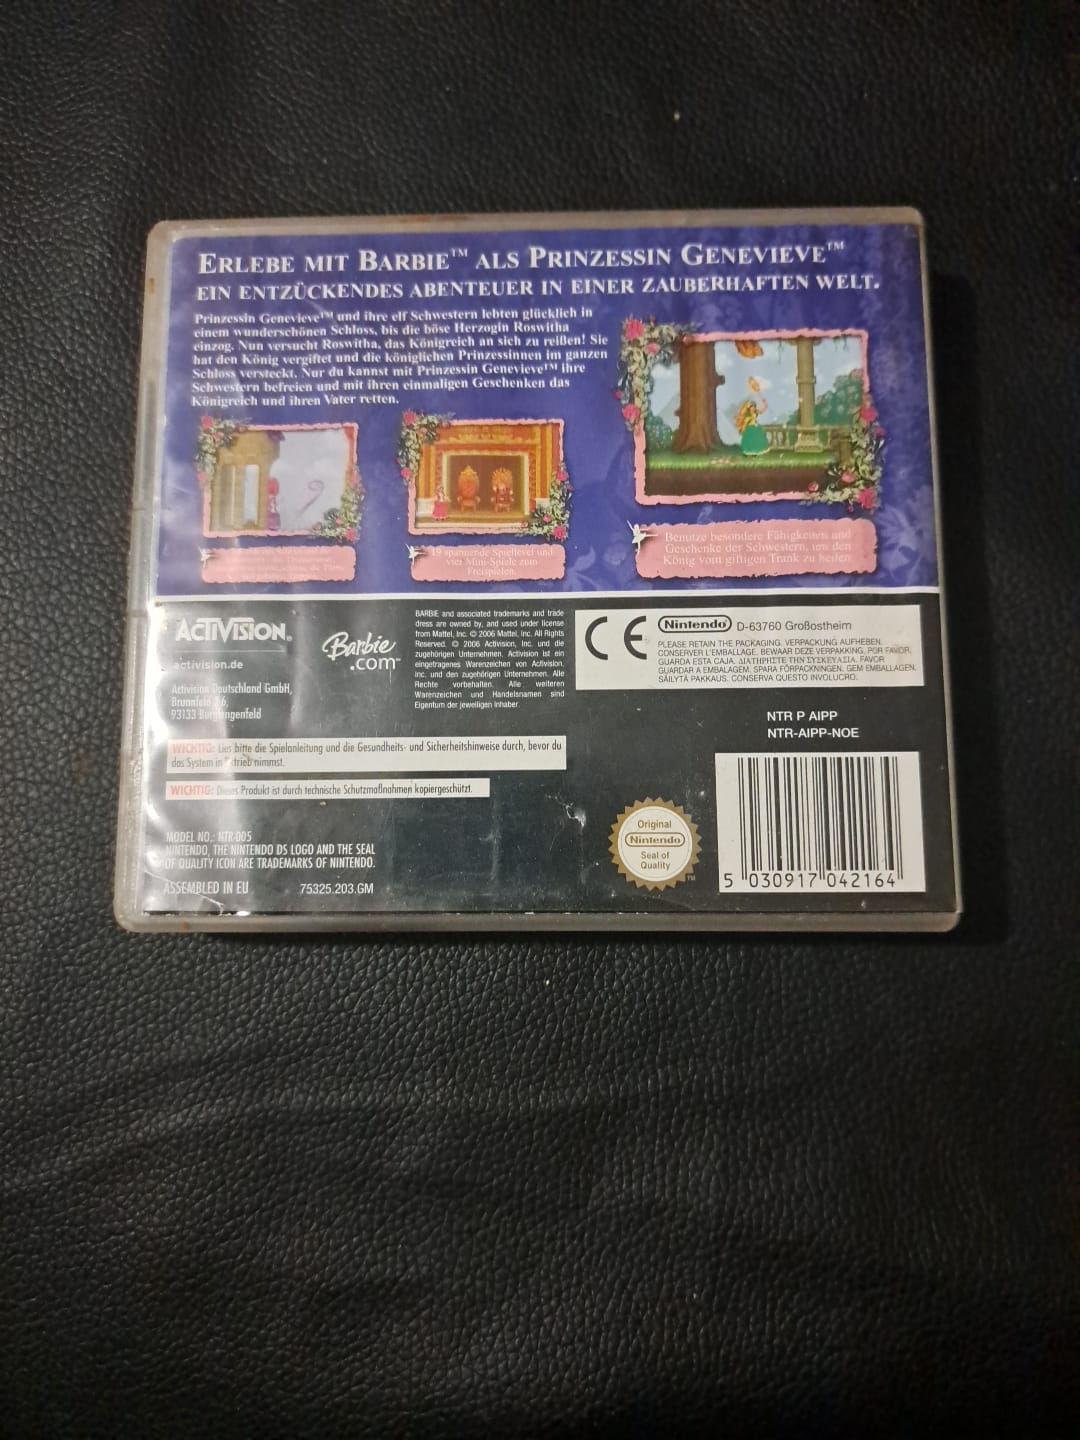 ERLEBE MIT BARBIE™ ALS PRINZESSIN GENEVIEVE™
EIN ENTZÜCKENDES ABENTEUER IN EINER ZAUBERHAFTEN WELT.
Prinzessin Genevieve™ und ihre elf Schwestern lebten glücklich in
einem wunderschönen Schloss, bis die böse Herzogin Roswitha
einzog. Nun versucht Roswitha, das Königreich an sich zu reißen! Sie
hat den König vergiftet und die königlichen Prinzessinnen im ganzen
Schloss versteckt. Nur du kannst mit Prinzessin Genevieve™ ihre
Schwestern befreien und mit ihren einmaligen Geschenken das
Königreich und ihren Vater retten.
19 spannende Spiellevel und
vier Mini-Spiele zum
Freispielen.
Benutze besondere Fähigkeiten und
Geschenke der Schwestern, um den
König vom giftigen Trank zu heilen.
ACTIVISION®
activision.de
Activision Deutschland GmbH,
Brunnfeld 2-6,
93133 Burglengenfeld
Barbie
.com™
BARBIE and associated trademarks and trade
dress are owned by, and used under license
from Mattel, Inc. © 2006 Mattel, Inc. All Rights
Reserved. © 2006 Activision, Inc. und die
zugehörigen Unternehmen. Activision ist ein
eingetragenes Warenzeichen von Activision,
Inc. und den zugehörigen Unternehmen. Alle
Rechte vorbehalten. Alle weiteren
Warenzeichen und Handelsnamen sind
Eigentum der jeweiligen Inhaber.
CE
Nintendo D-63760 Großostheim
PLEASE RETAIN THE PACKAGING. VERPACKUNG AUFHEBEN.
CONSERVER L'EMBALLAGE. BEWAAR DEZE VERPAKKING. POR FAVOR,
GUARDA ESTA CAJA. ΔΙΑΤΗΡΗΣΤΕ ΤΗΝ ΣΥΣΚΕΥΑΣΙΑ. FAVOR
GUARDAR A EMBALAGEM. SPARA FÖRPACKNINGEN. GEM EMBALLAGEN.
SÄILYTÄ PAKKAUS. CONSERVA QUESTO INVOLUCRO.
NTR P AIPP
NTR-AIPP-NOE
WICHTIG: Lies bitte die Spielanleitung und die Gesundheits- und Sicherheitshinweise durch, bevor du
das System in Betrieb nimmst.
WICHTIG: Dieses Produkt ist durch technische Schutzmaßnahmen kopiergeschützt.
MODEL NO.: NTR-005
NINTENDO, THE NINTENDO DS LOGO AND THE SEAL
OF QUALITY ICON ARE TRADEMARKS OF NINTENDO.
ASSEMBLED IN EU 75325.203.GM
Original
Nintendo
Seal of
Quality
™
5 030917 042164